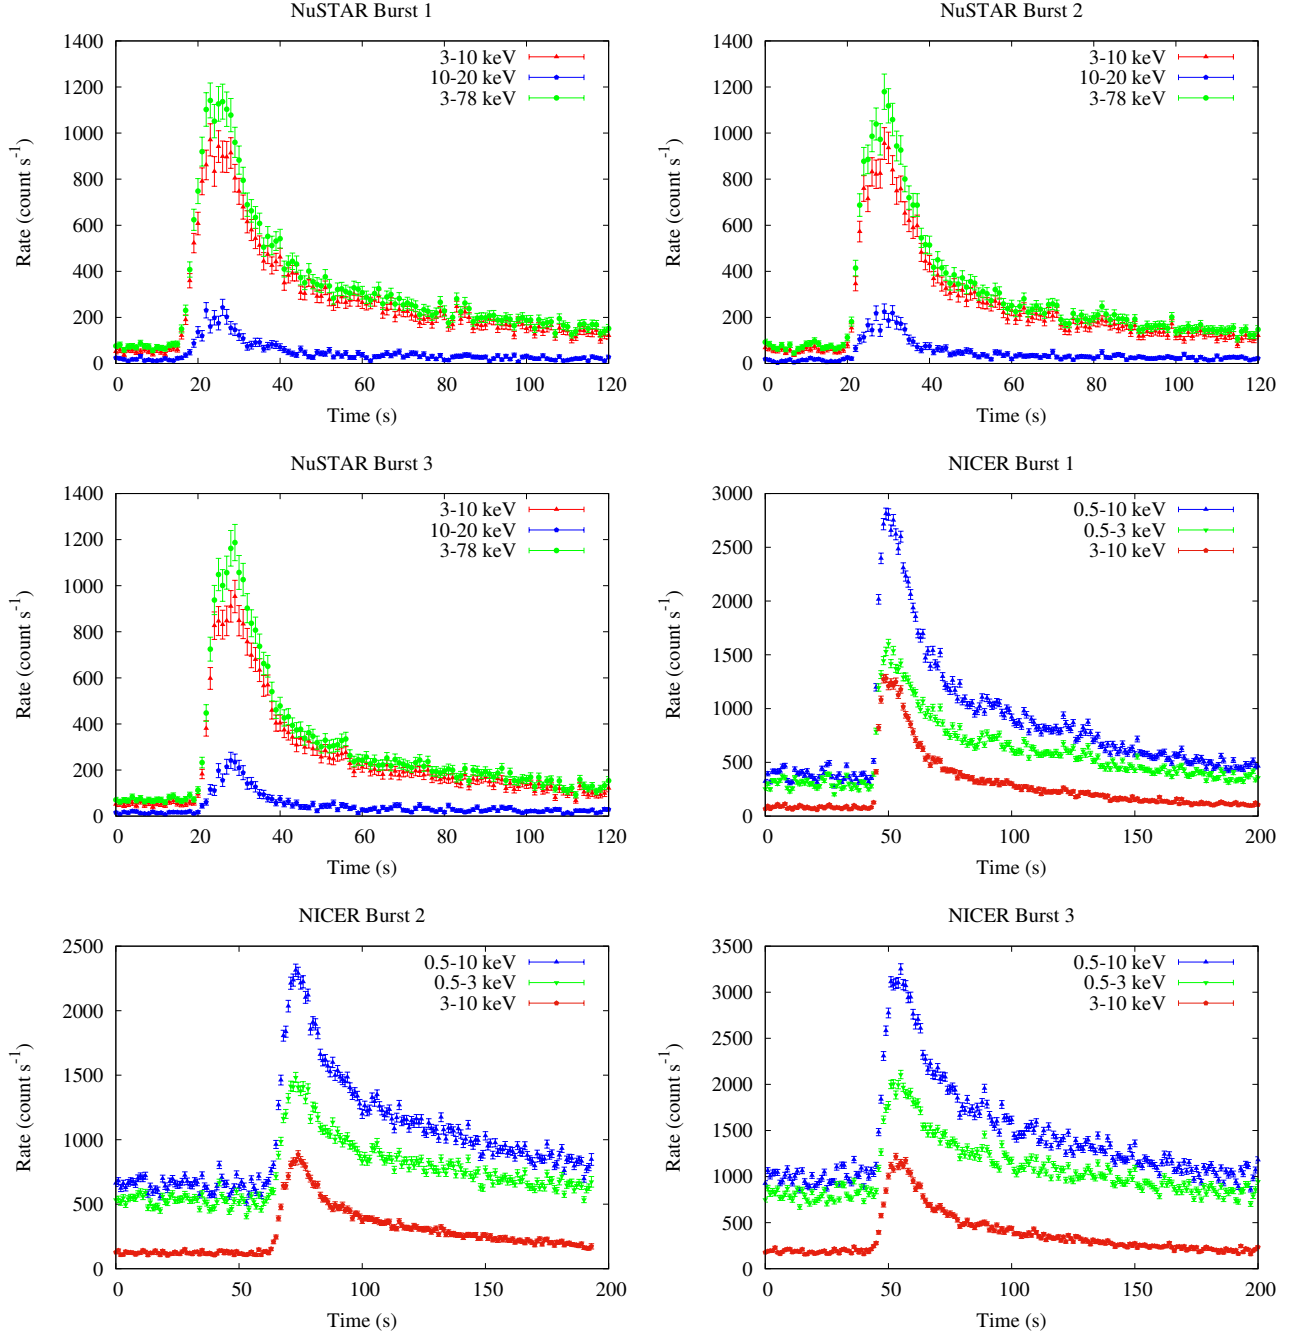 NuSTAR Burst 1
1400
1200
1000
800
600
400
200
0
0 20 40 60 80 100 120
Rate (count s⁻¹)
Time (s)
3-10 keV
10-20 keV
3-78 keV
NuSTAR Burst 2
1400
1200
1000
800
600
400
200
0
0 20 40 60 80 100 120
Rate (count s⁻¹)
Time (s)
3-10 keV
10-20 keV
3-78 keV
NuSTAR Burst 3
1400
1200
1000
800
600
400
200
0
0 20 40 60 80 100 120
Rate (count s⁻¹)
Time (s)
3-10 keV
10-20 keV
3-78 keV
NICER Burst 1
3000
2500
2000
1500
1000
500
0
0 50 100 150 200
Rate (count s⁻¹)
Time (s)
0.5-10 keV
0.5-3 keV
3-10 keV
NICER Burst 2
2500
2000
1500
1000
500
0
0 50 100 150 200
Rate (count s⁻¹)
Time (s)
0.5-10 keV
0.5-3 keV
3-10 keV
NICER Burst 3
3500
3000
2500
2000
1500
1000
500
0
0 50 100 150 200
Rate (count s⁻¹)
Time (s)
0.5-10 keV
0.5-3 keV
3-10 keV